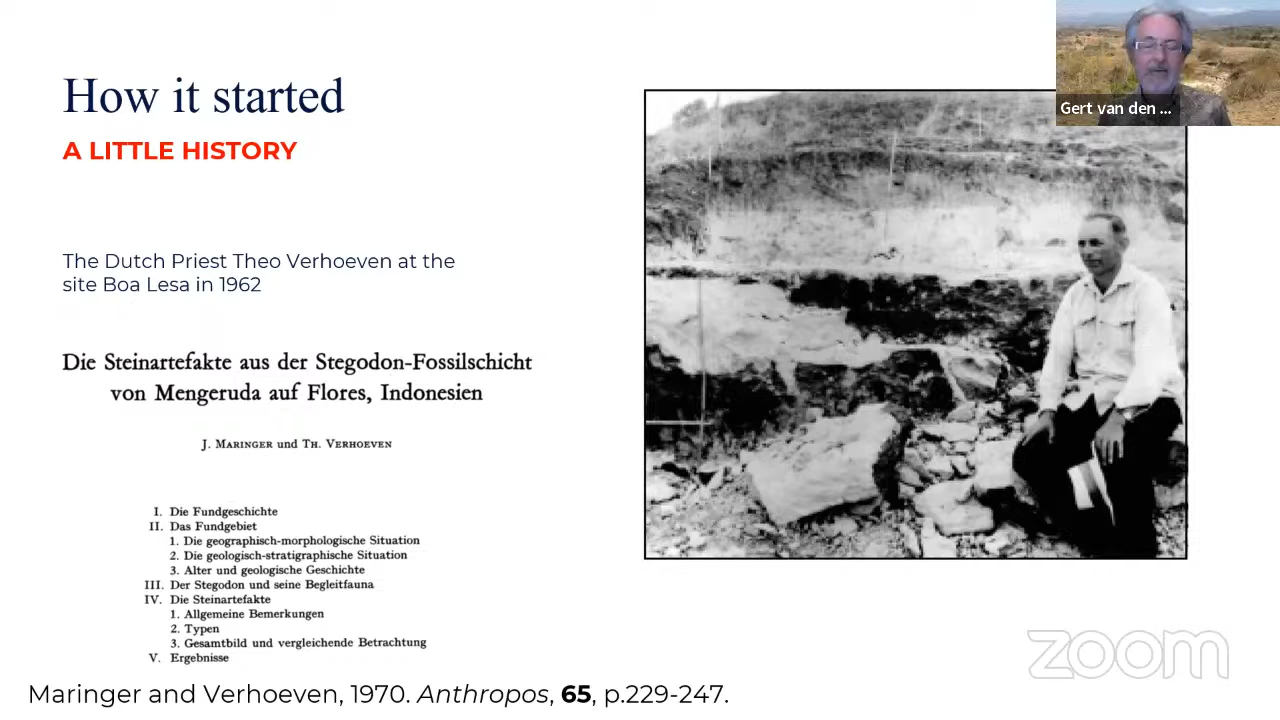 How it started
A LITTLE HISTORY
Gert van den ...
The Dutch Priest Theo Verhoeven at the
site Boa Lesa in 1962
Die Steinartefakte aus der Stegodon-Fossilschicht
von Mengeruda auf Flores, Indonesien
J. MARINGER und TH. VERHOEVEN
I. Die Fundgeschichte
II. Das Fundgebiet
1. Die geographisch-morphologische Situation
2. Die geologisch-stratigraphische Situation
3. Alter und geologische Geschichte
III. Der Stegodon und seine Begleitfauna
IV. Die Steinartefakte
1. Allgemeine Bemerkungen
2. Typen
3. Gesamtbild und vergleichende Betrachtung
V. Ergebnisse
zoom
Maringer and Verhoeven, 1970. Anthropos, 65, p.229-247.